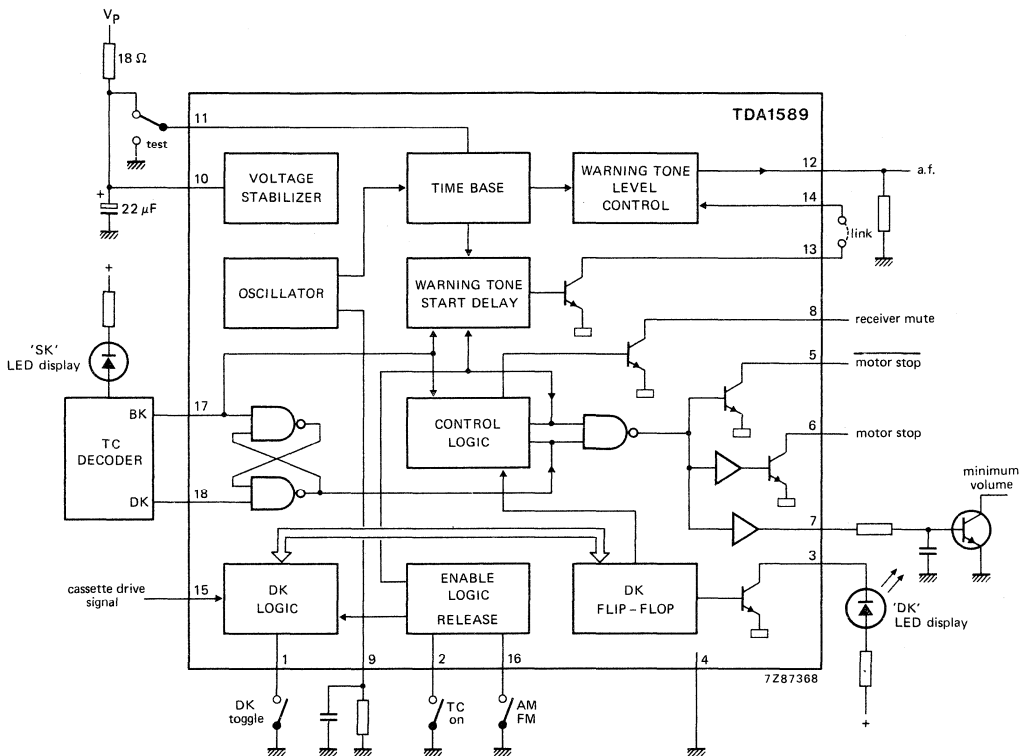 VP
18 Ω
TDA1589
11
test
12
a.f.
10
VOLTAGE
STABILIZER
TIME BASE
WARNING TONE
LEVEL
CONTROL
+
22 µF
14
link
13
+
OSCILLATOR
WARNING TONE
START DELAY
8
receiver mute
'SK'
LED display
5
motor stop
BK
17
CONTROL
LOGIC
6
motor stop
TC
DECODER
minimum
volume
DK
18
7
3
cassette drive
signal
15
DK
LOGIC
ENABLE
LOGIC
RELEASE
DK
FLIP-FLOP
'DK'
LED display
1
9
2
16
4
7Z87368
DK
toggle
TC
on
AM
FM
+